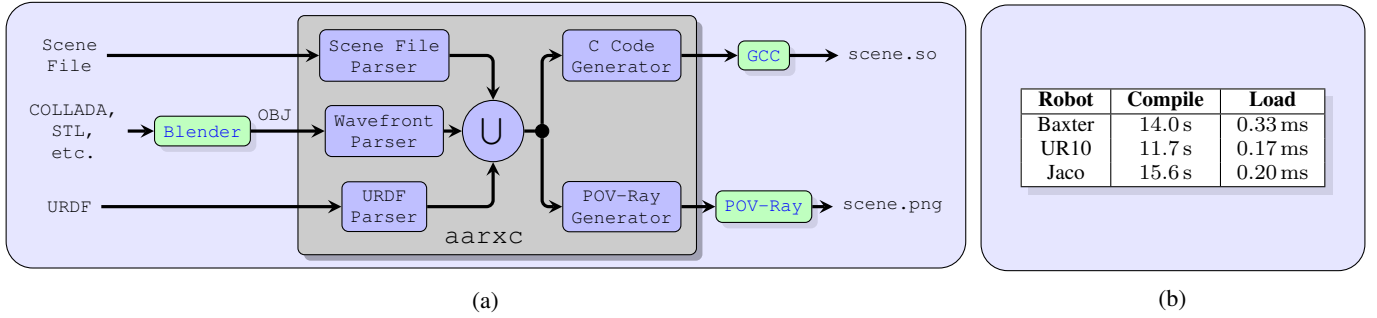 Scene
File
COLLADA,
STL,
etc.
URDF
Blender
OBJ
Scene File
Parser
Wavefront
Parser
URDF
Parser
∪
aarxc
C Code
Generator
POV-Ray
Generator
GCC
POV-Ray
scene.so
scene.png
(a)
Robot Compile Load
Baxter 14.0 s 0.33 ms
UR10 11.7 s 0.17 ms
Jaco 15.6 s 0.20 ms
(b)